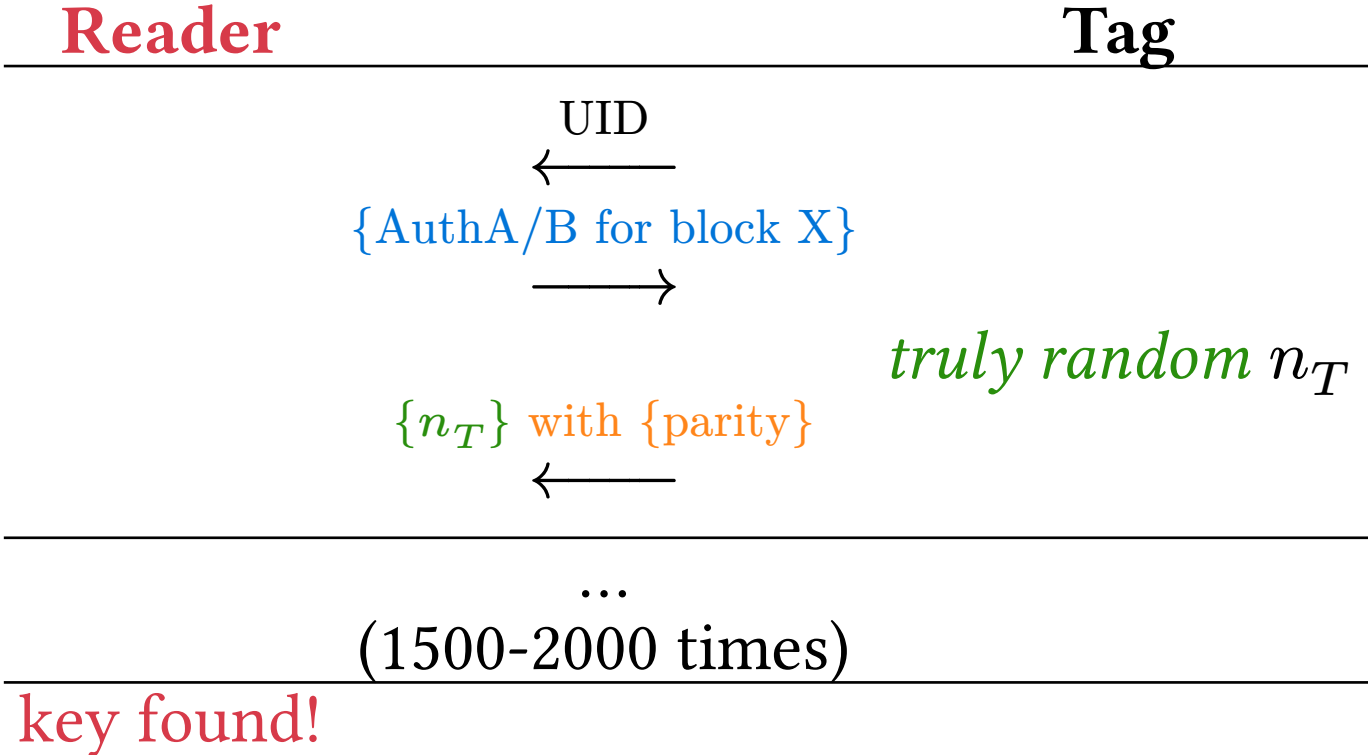 Reader Tag
UID
{AuthA/B for block X}
truly random n_T
{n_T} with {parity}
...
(1500-2000 times)
key found!